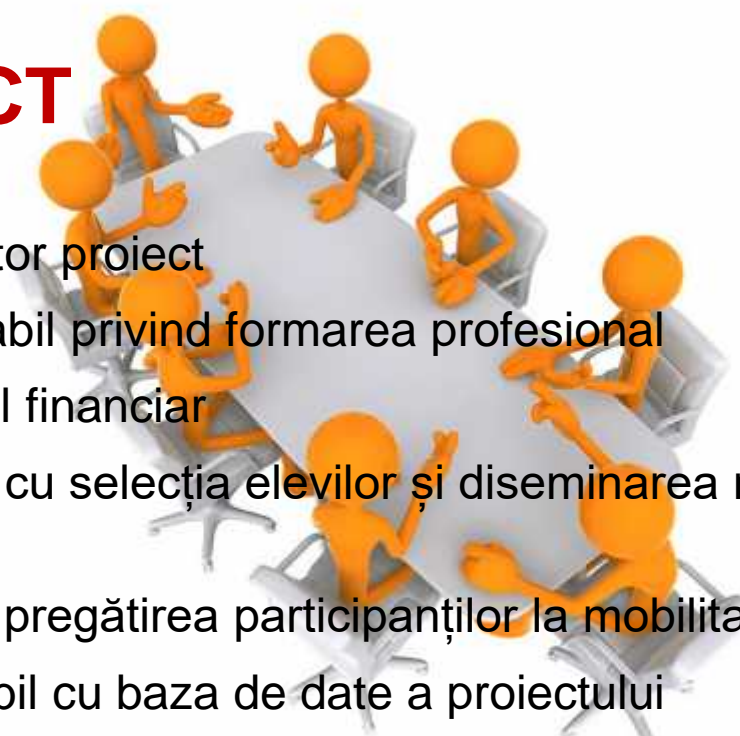 CT
tor proiect
abil privind formarea profesional
l financiar
cu selecția elevilor și diseminarea r
pregătirea participanților la mobilita
bil cu baza de date a proiectului